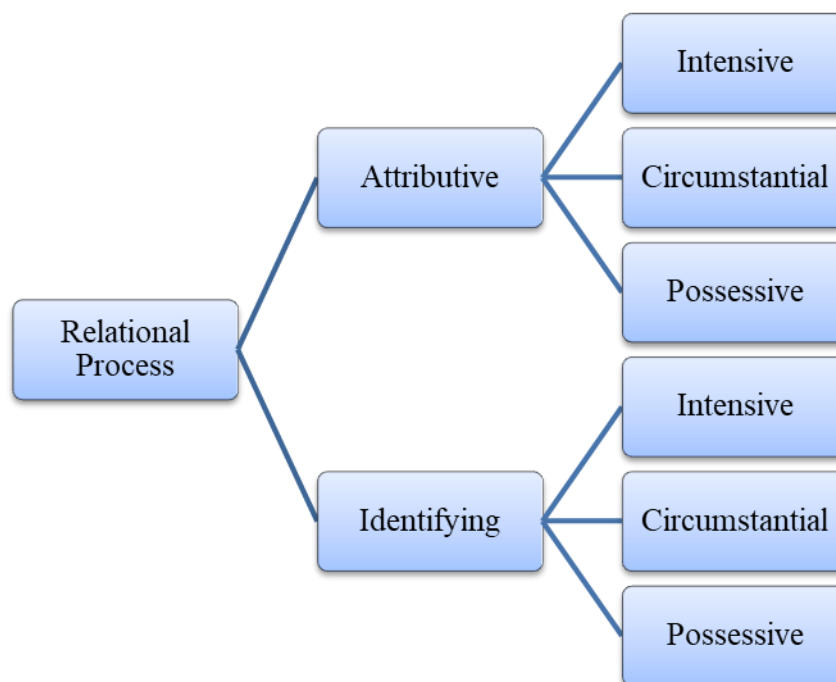 Relational
Process
Attributive
Intensive
Circumstantial
Possessive
Identifying
Intensive
Circumstantial
Possessive